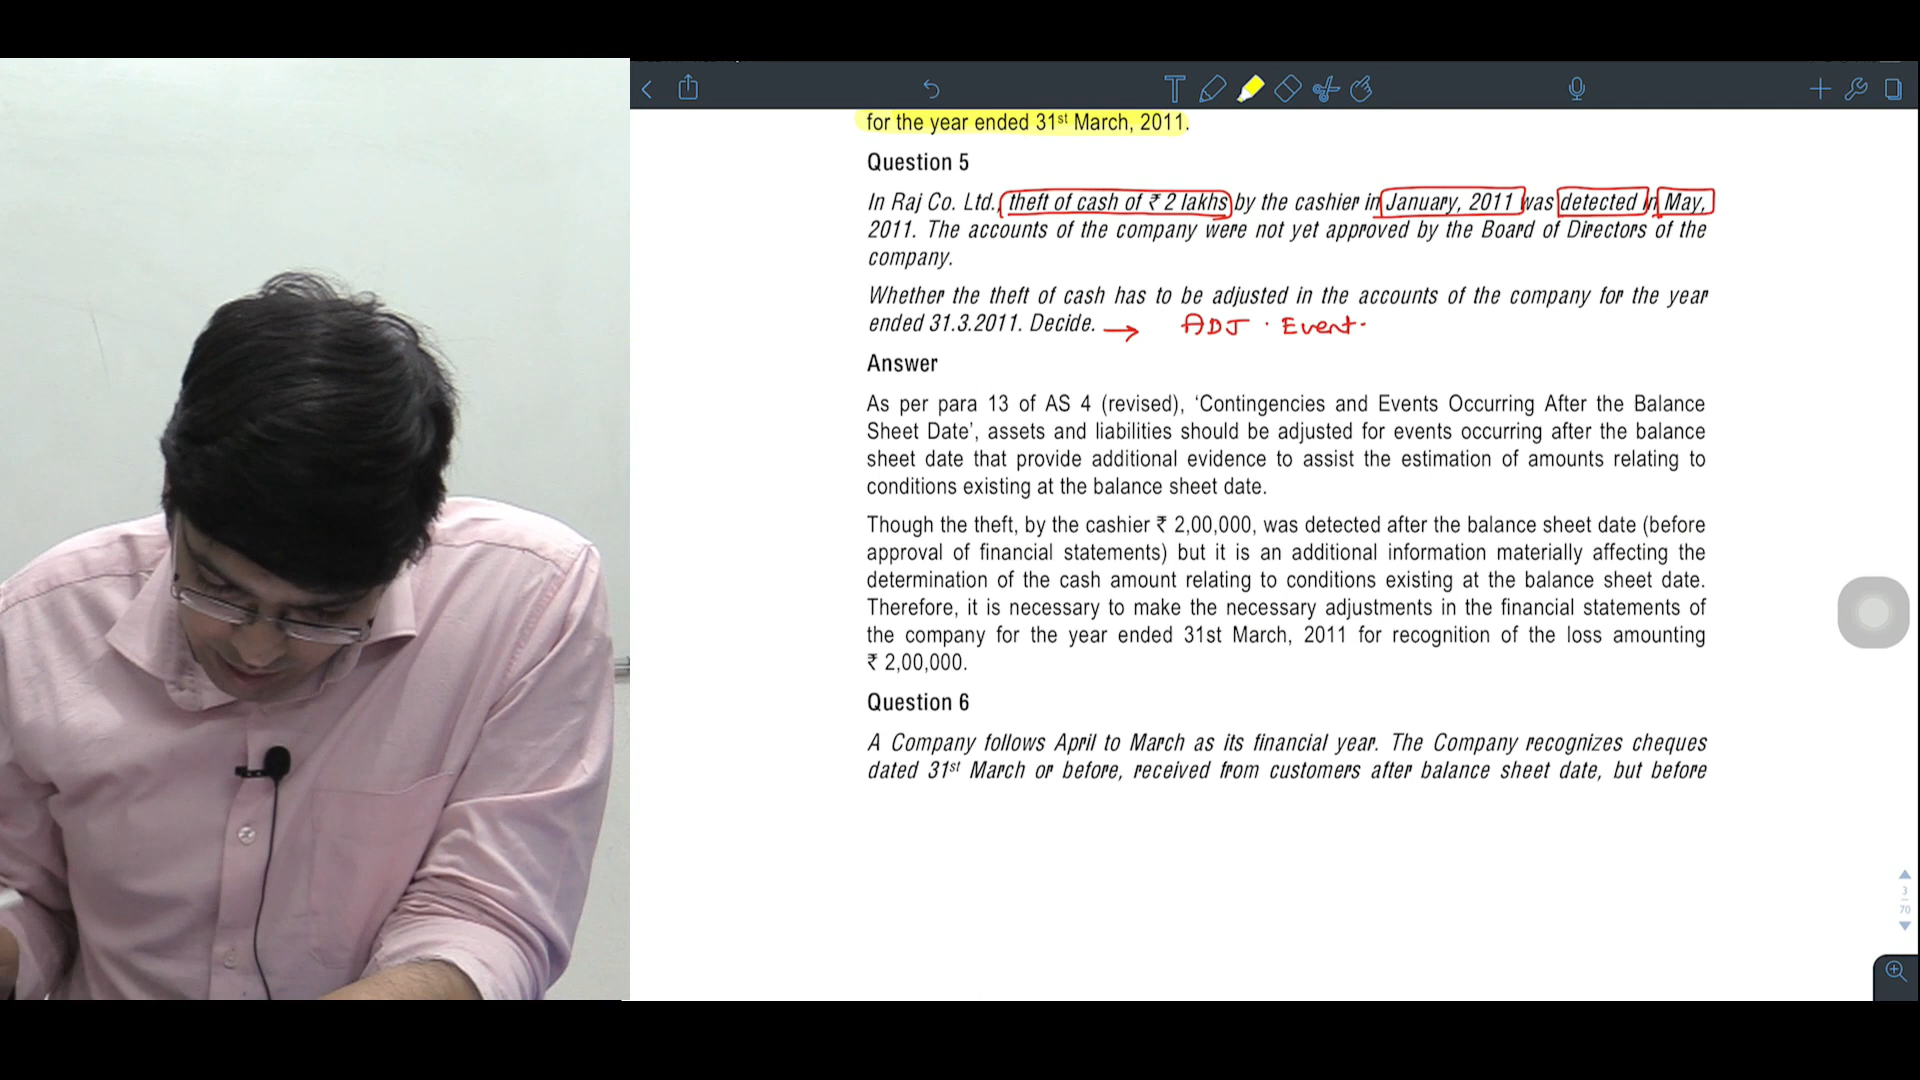 for the year ended 31st March, 2011.
Question 5
In Raj Co. Ltd., theft of cash of ₹ 2 lakhs by the cashier in January, 2011 was detected in May,
2011. The accounts of the company were not yet approved by the Board of Directors of the
company.
Whether the theft of cash has to be adjusted in the accounts of the company for the year
ended 31.3.2011. Decide. → ADJ. Event.
Answer
As per para 13 of AS 4 (revised), ‘Contingencies and Events Occurring After the Balance
Sheet Date’, assets and liabilities should be adjusted for events occurring after the balance
sheet date that provide additional evidence to assist the estimation of amounts relating to
conditions existing at the balance sheet date.
Though the theft, by the cashier ₹ 2,00,000, was detected after the balance sheet date (before
approval of financial statements) but it is an additional information materially affecting the
determination of the cash amount relating to conditions existing at the balance sheet date.
Therefore, it is necessary to make the necessary adjustments in the financial statements of
the company for the year ended 31st March, 2011 for recognition of the loss amounting
₹ 2,00,000.
Question 6
A Company follows April to March as its financial year. The Company recognizes cheques
dated 31st March or before, received from customers after balance sheet date, but before
3
70